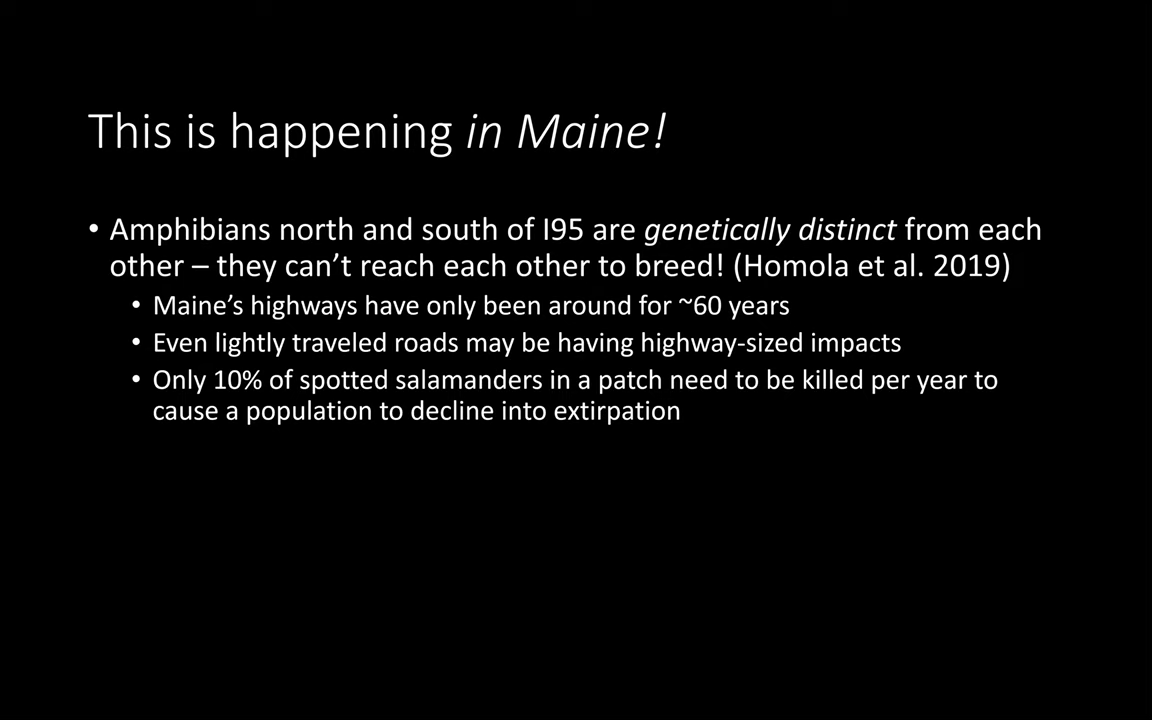 This is happening in Maine!
• Amphibians north and south of I95 are genetically distinct from each
other – they can’t reach each other to breed! (Homola et al. 2019)
• Maine’s highways have only been around for ~60 years
• Even lightly traveled roads may be having highway-sized impacts
• Only 10% of spotted salamanders in a patch need to be killed per year to
cause a population to decline into extirpation